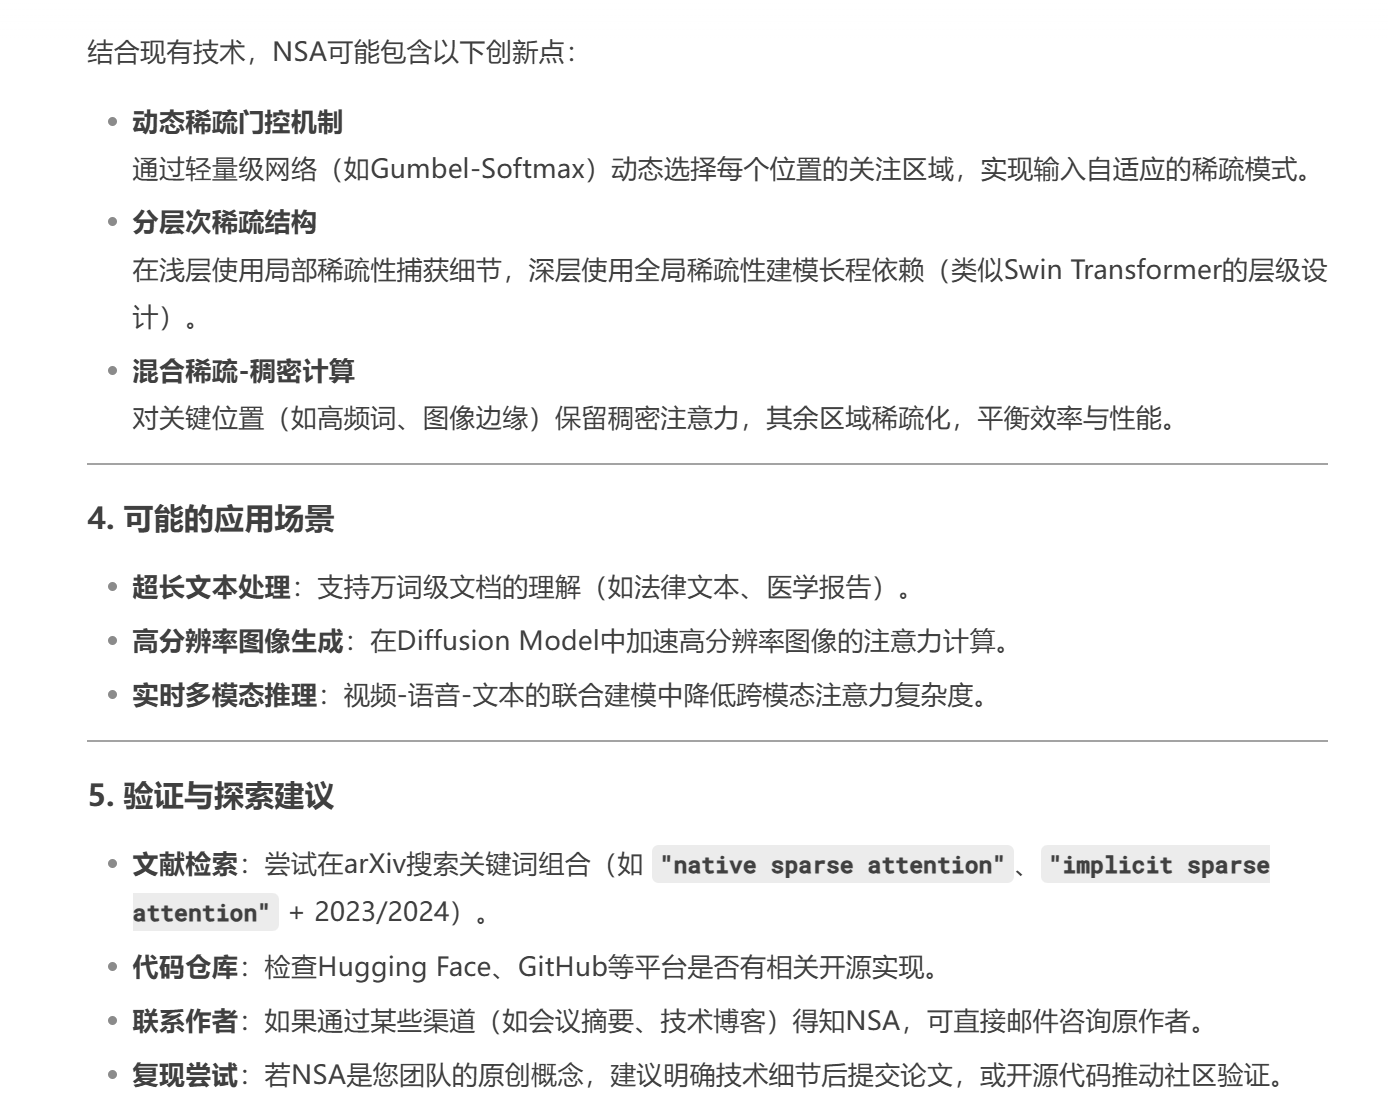 结合现有技术，NSA可能包含以下创新点：
动态稀疏门控机制
通过轻量级网络（如Gumbel-Softmax）动态选择每个位置的关注区域，实现输入自适应的稀疏模式。
分层次稀疏结构
在浅层使用局部稀疏性捕获细节，深层使用全局稀疏性建模长程依赖（类似Swin Transformer的层级设
计）。
混合稀疏-稠密计算
对关键位置（如高频词、图像边缘）保留稠密注意力，其余区域稀疏化，平衡效率与性能。
4. 可能的应用场景
超长文本处理：支持万词级文档的理解（如法律文本、医学报告）。
高分辨率图像生成：在Diffusion Model中加速高分辨率图像的注意力计算。
实时多模态推理：视频-语音-文本的联合建模中降低跨模态注意力复杂度。
5. 验证与探索建议
文献检索：尝试在arXiv搜索关键词组合（如 "native sparse attention"、"implicit sparse
attention" + 2023/2024）。
代码仓库：检查Hugging Face、GitHub等平台是否有相关开源实现。
联系作者：如果通过某些渠道（如会议摘要、技术博客）得知NSA，可直接邮件咨询原作者。
复现尝试：若NSA是您团队的原创概念，建议明确技术细节后提交论文，或开源代码推动社区验证。